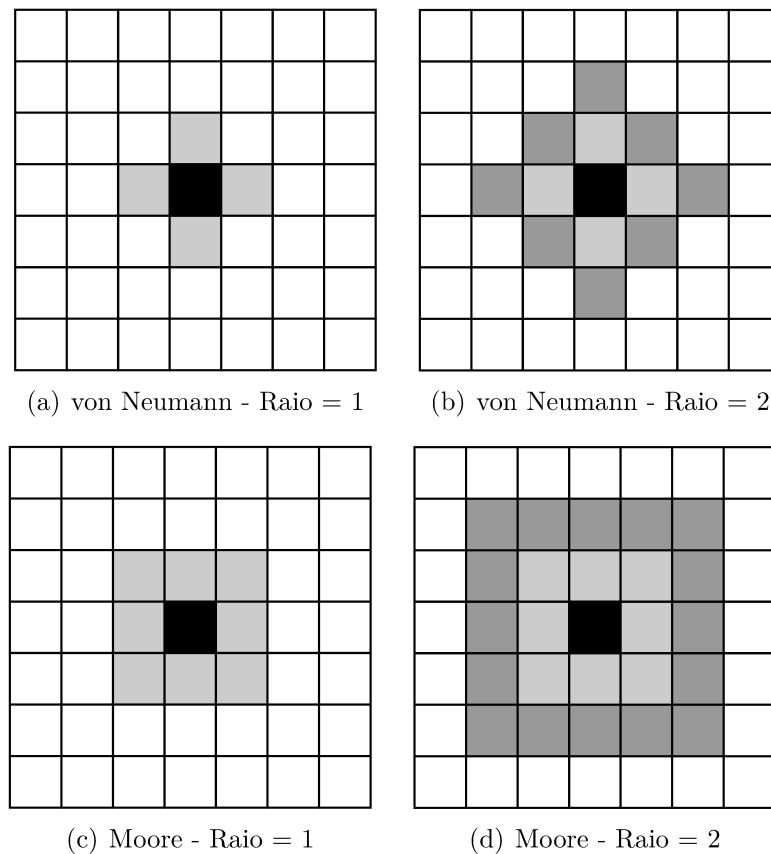 (a) von Neumann - Raio = 1
(b) von Neumann - Raio = 2
(c) Moore - Raio = 1
(d) Moore - Raio = 2